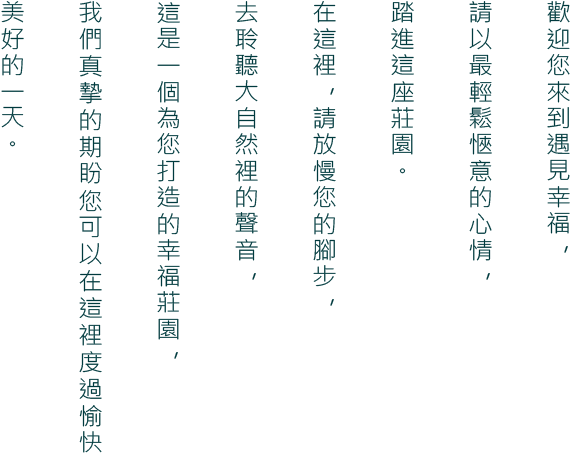 歡迎您來到遇見幸福，
請以最輕鬆愜意的心情，
踏進這座莊園。
在這裡，請放慢您的腳步，
去聆聽大自然裡的聲音，
這是一個為您打造的幸福莊園，
我們真摯的期盼您可以在這裡度過愉快
美好的一天。